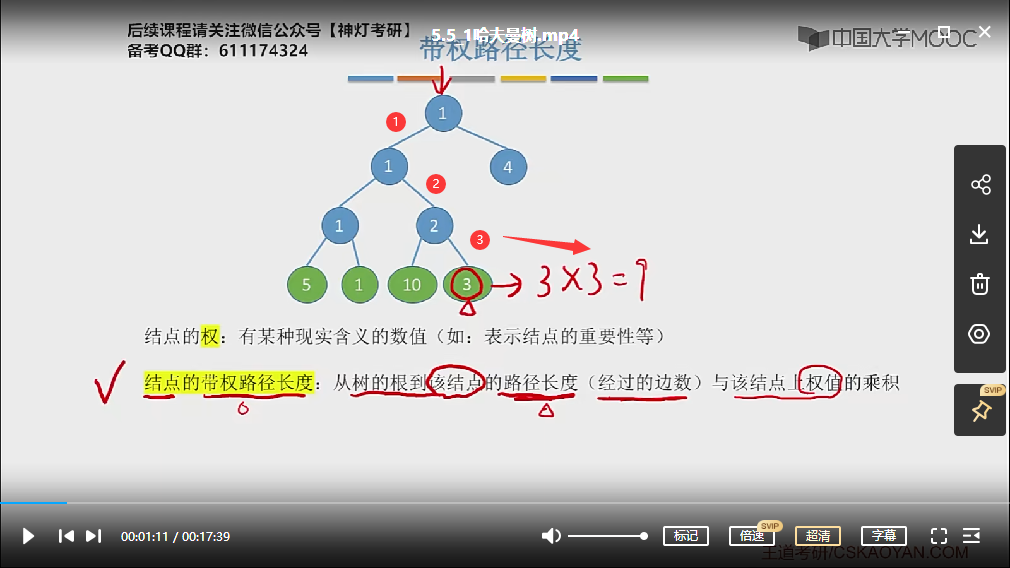 后续课程请关注微信公众号【神灯考研】
备考QQ群：611174324
5.5_1哈夫曼树.mp4
带权路径长度
中国大学MOOC
1
1
1 4
2
1 2
3
5 1 10 3 → 3×3=9
结点的权：有某种现实含义的数值（如：表示结点的重要性等）
结点的带权路径长度：从树的根到该结点的路径长度（经过的边数）与该结点上权值的乘积
SVIP
00:01:11 / 00:17:39
标记
倍速
SVIP
超清
字幕
王道考研/CSKAOYAN.COM